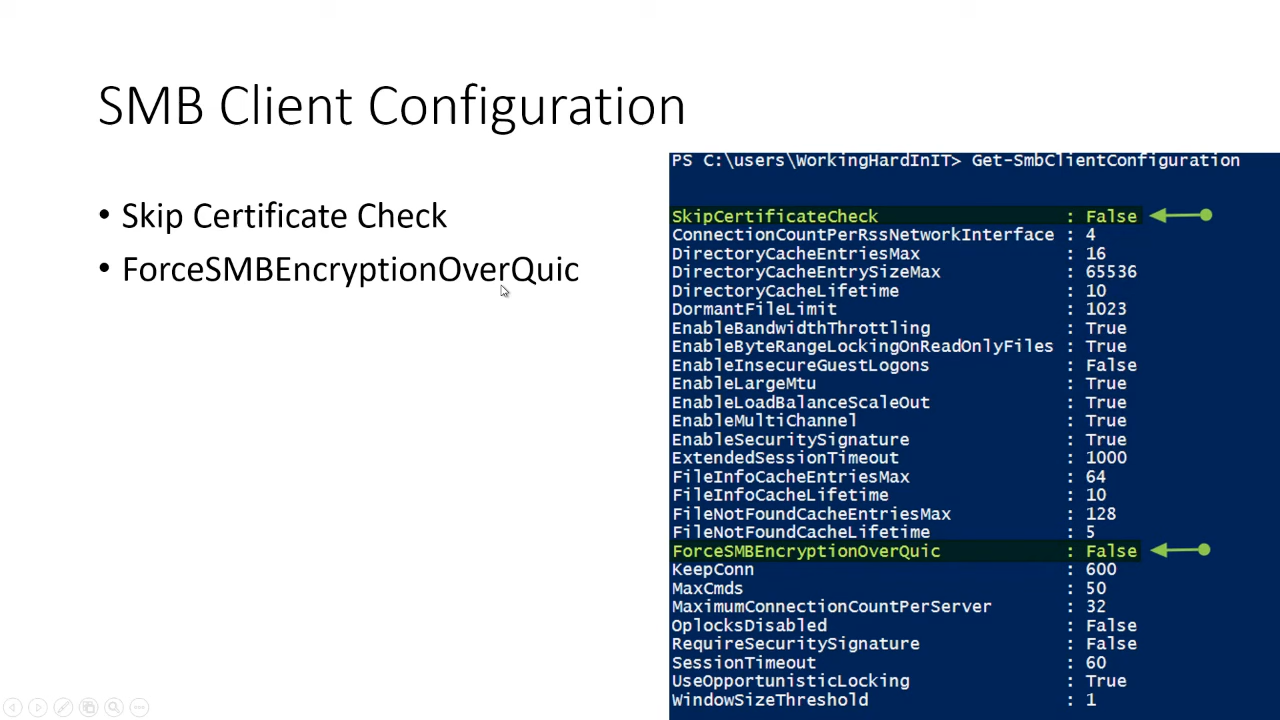 SMB Client Configuration
• Skip Certificate Check
• ForceSMBEncryptionOverQuic
PS C:\users\WorkingHardInIT> Get-SmbClientConfiguration
SkipCertificateCheck : False
ConnectionCountPerRssNetworkInterface : 4
DirectoryCacheEntriesMax : 16
DirectoryCacheEntrySizeMax : 65536
DirectoryCacheLifetime : 10
DormantFileLimit : 1023
EnableBandwidthThrottling : True
EnableByteRangeLockingOnReadOnlyFiles : True
EnableInsecureGuestLogons : False
EnableLargeMtu : True
EnableLoadBalanceScaleOut : True
EnableMultiChannel : True
EnableSecuritySignature : True
ExtendedSessionTimeout : 1000
FileInfoCacheEntriesMax : 64
FileInfoCacheLifetime : 10
FileNotFoundCacheEntriesMax : 128
FileNotFoundCacheLifetime : 5
ForceSMBEncryptionOverQuic : False
KeepConn : 600
MaxCmds : 50
MaximumConnectionCountPerServer : 32
OplocksDisabled : False
RequireSecuritySignature : False
SessionTimeout : 60
UseOpportunisticLocking : True
WindowSizeThreshold : 1